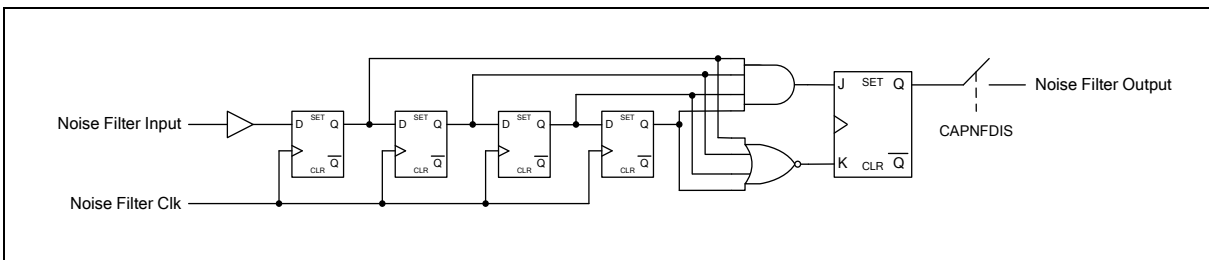 Noise Filter Input
Noise Filter Clk
D SET Q
CLR Q
D SET Q
CLR Q
D SET Q
CLR Q
D SET Q
CLR Q
J SET Q
K CLR Q
CAPNFDIS
Noise Filter Output